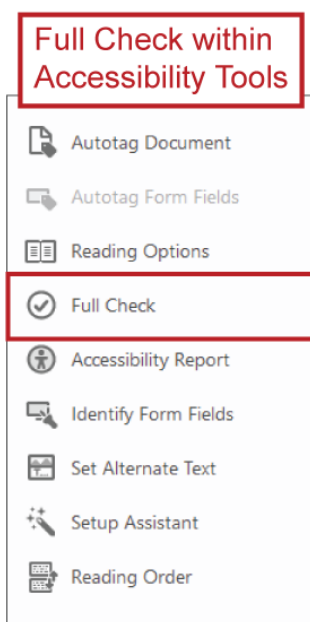 Full Check within
Accessibility Tools
Autotag Document
Autotag Form Fields
Reading Options
Full Check
Accessibility Report
Identify Form Fields
Set Alternate Text
Setup Assistant
Reading Order